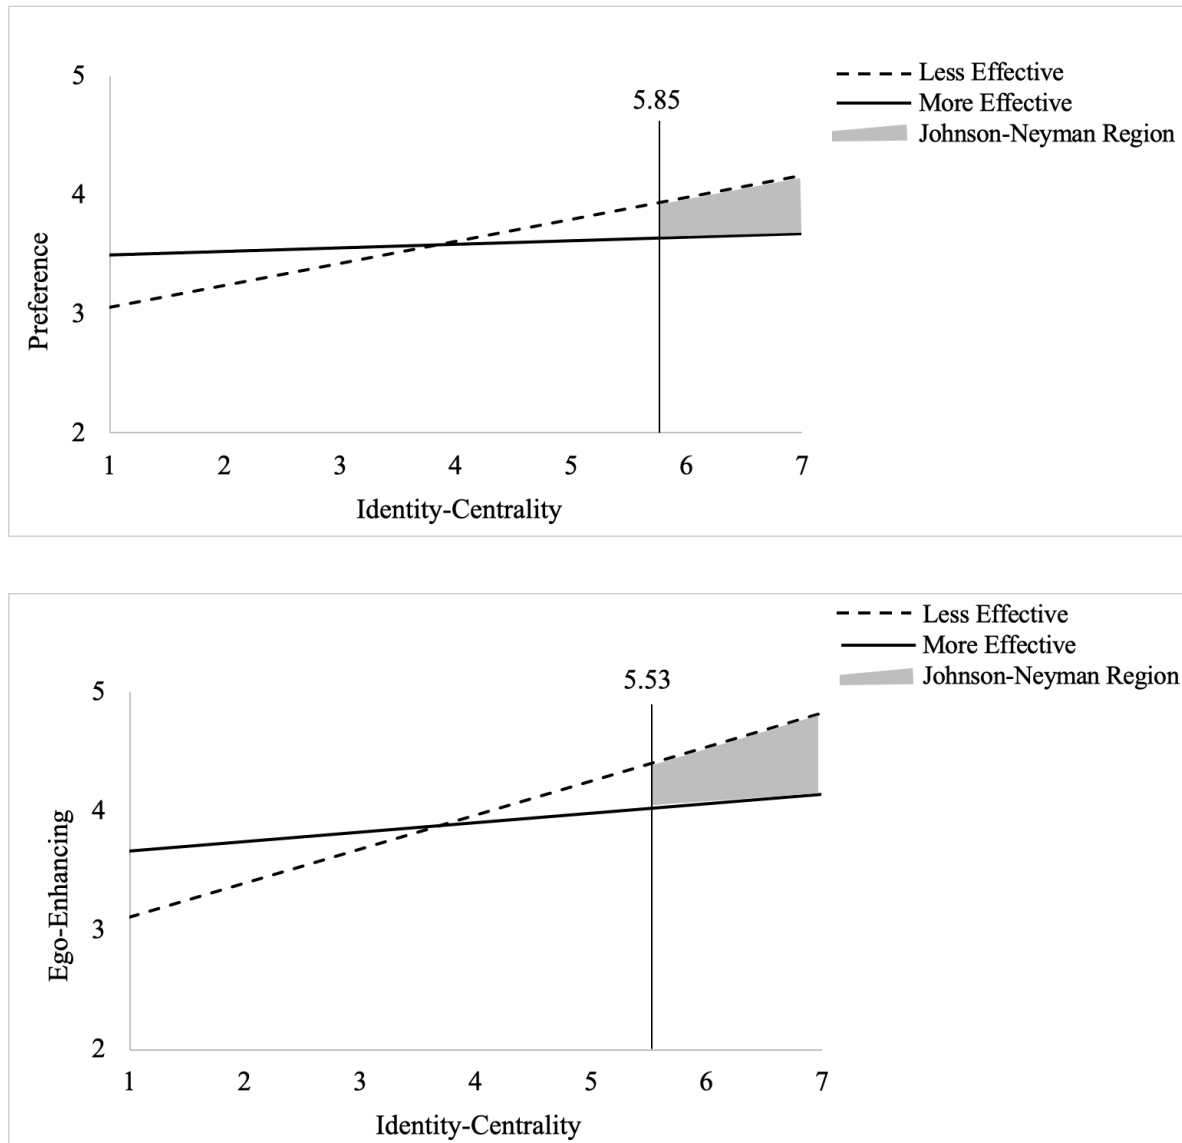 5
4
3
2
Preference
5.85
1 2 3 4 5 6 7
Identity-Centrality
Less Effective
More Effective
Johnson-Neyman Region
5
4
3
2
Ego-Enhancing
5.53
1 2 3 4 5 6 7
Identity-Centrality
Less Effective
More Effective
Johnson-Neyman Region